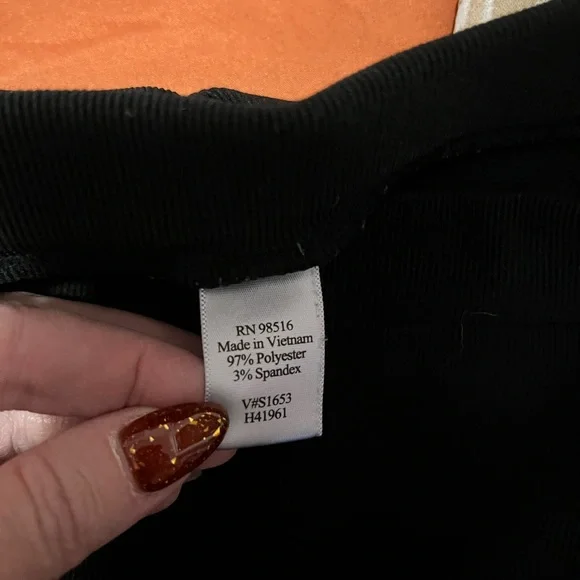 RN 98516
Made in Vietnam
97% Polyester
3% Spandex
V#S1653
H41961